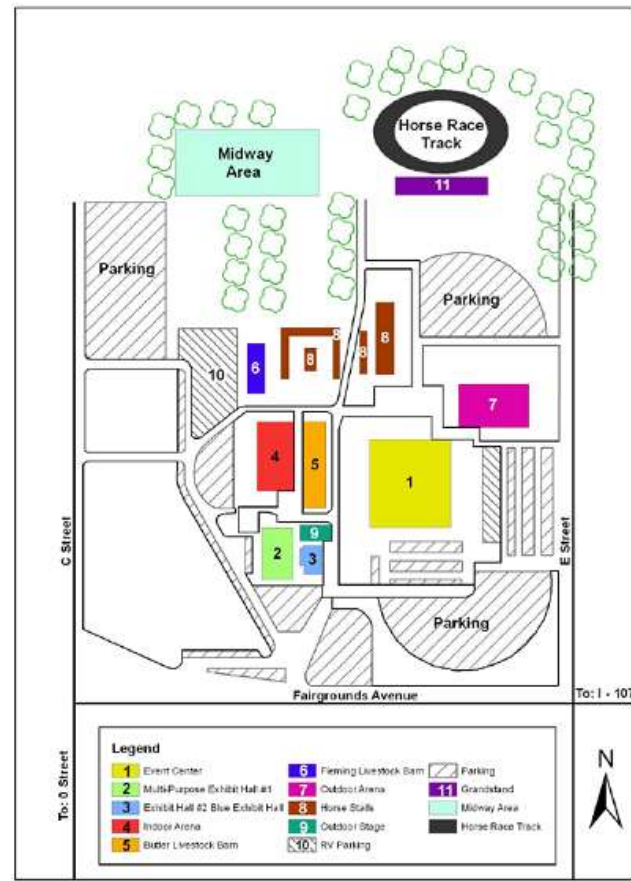 Horse Race
Track
Midway
Area
11
Parking
Parking
8
8
8
8
6
10
7
4
5
1
9
2
3
C Street
E Street
Parking
Fairgrounds Avenue
To: I - 107
To: 0 Street
Legend
1 Event Center
2 Multi-Purpose Exhibit Hall #1
3 Exhibit Hall #2 Blue Exhibit Hall
4 Indoor Arena
5 Butler Livestock Barn
6 Fleming Livestock Barn
7 Outdoor Arena
8 Horse Stalls
9 Outdoor Stage
10 RV Parking
Parking
11 Grandstand
Midway Area
Horse Race Track
N